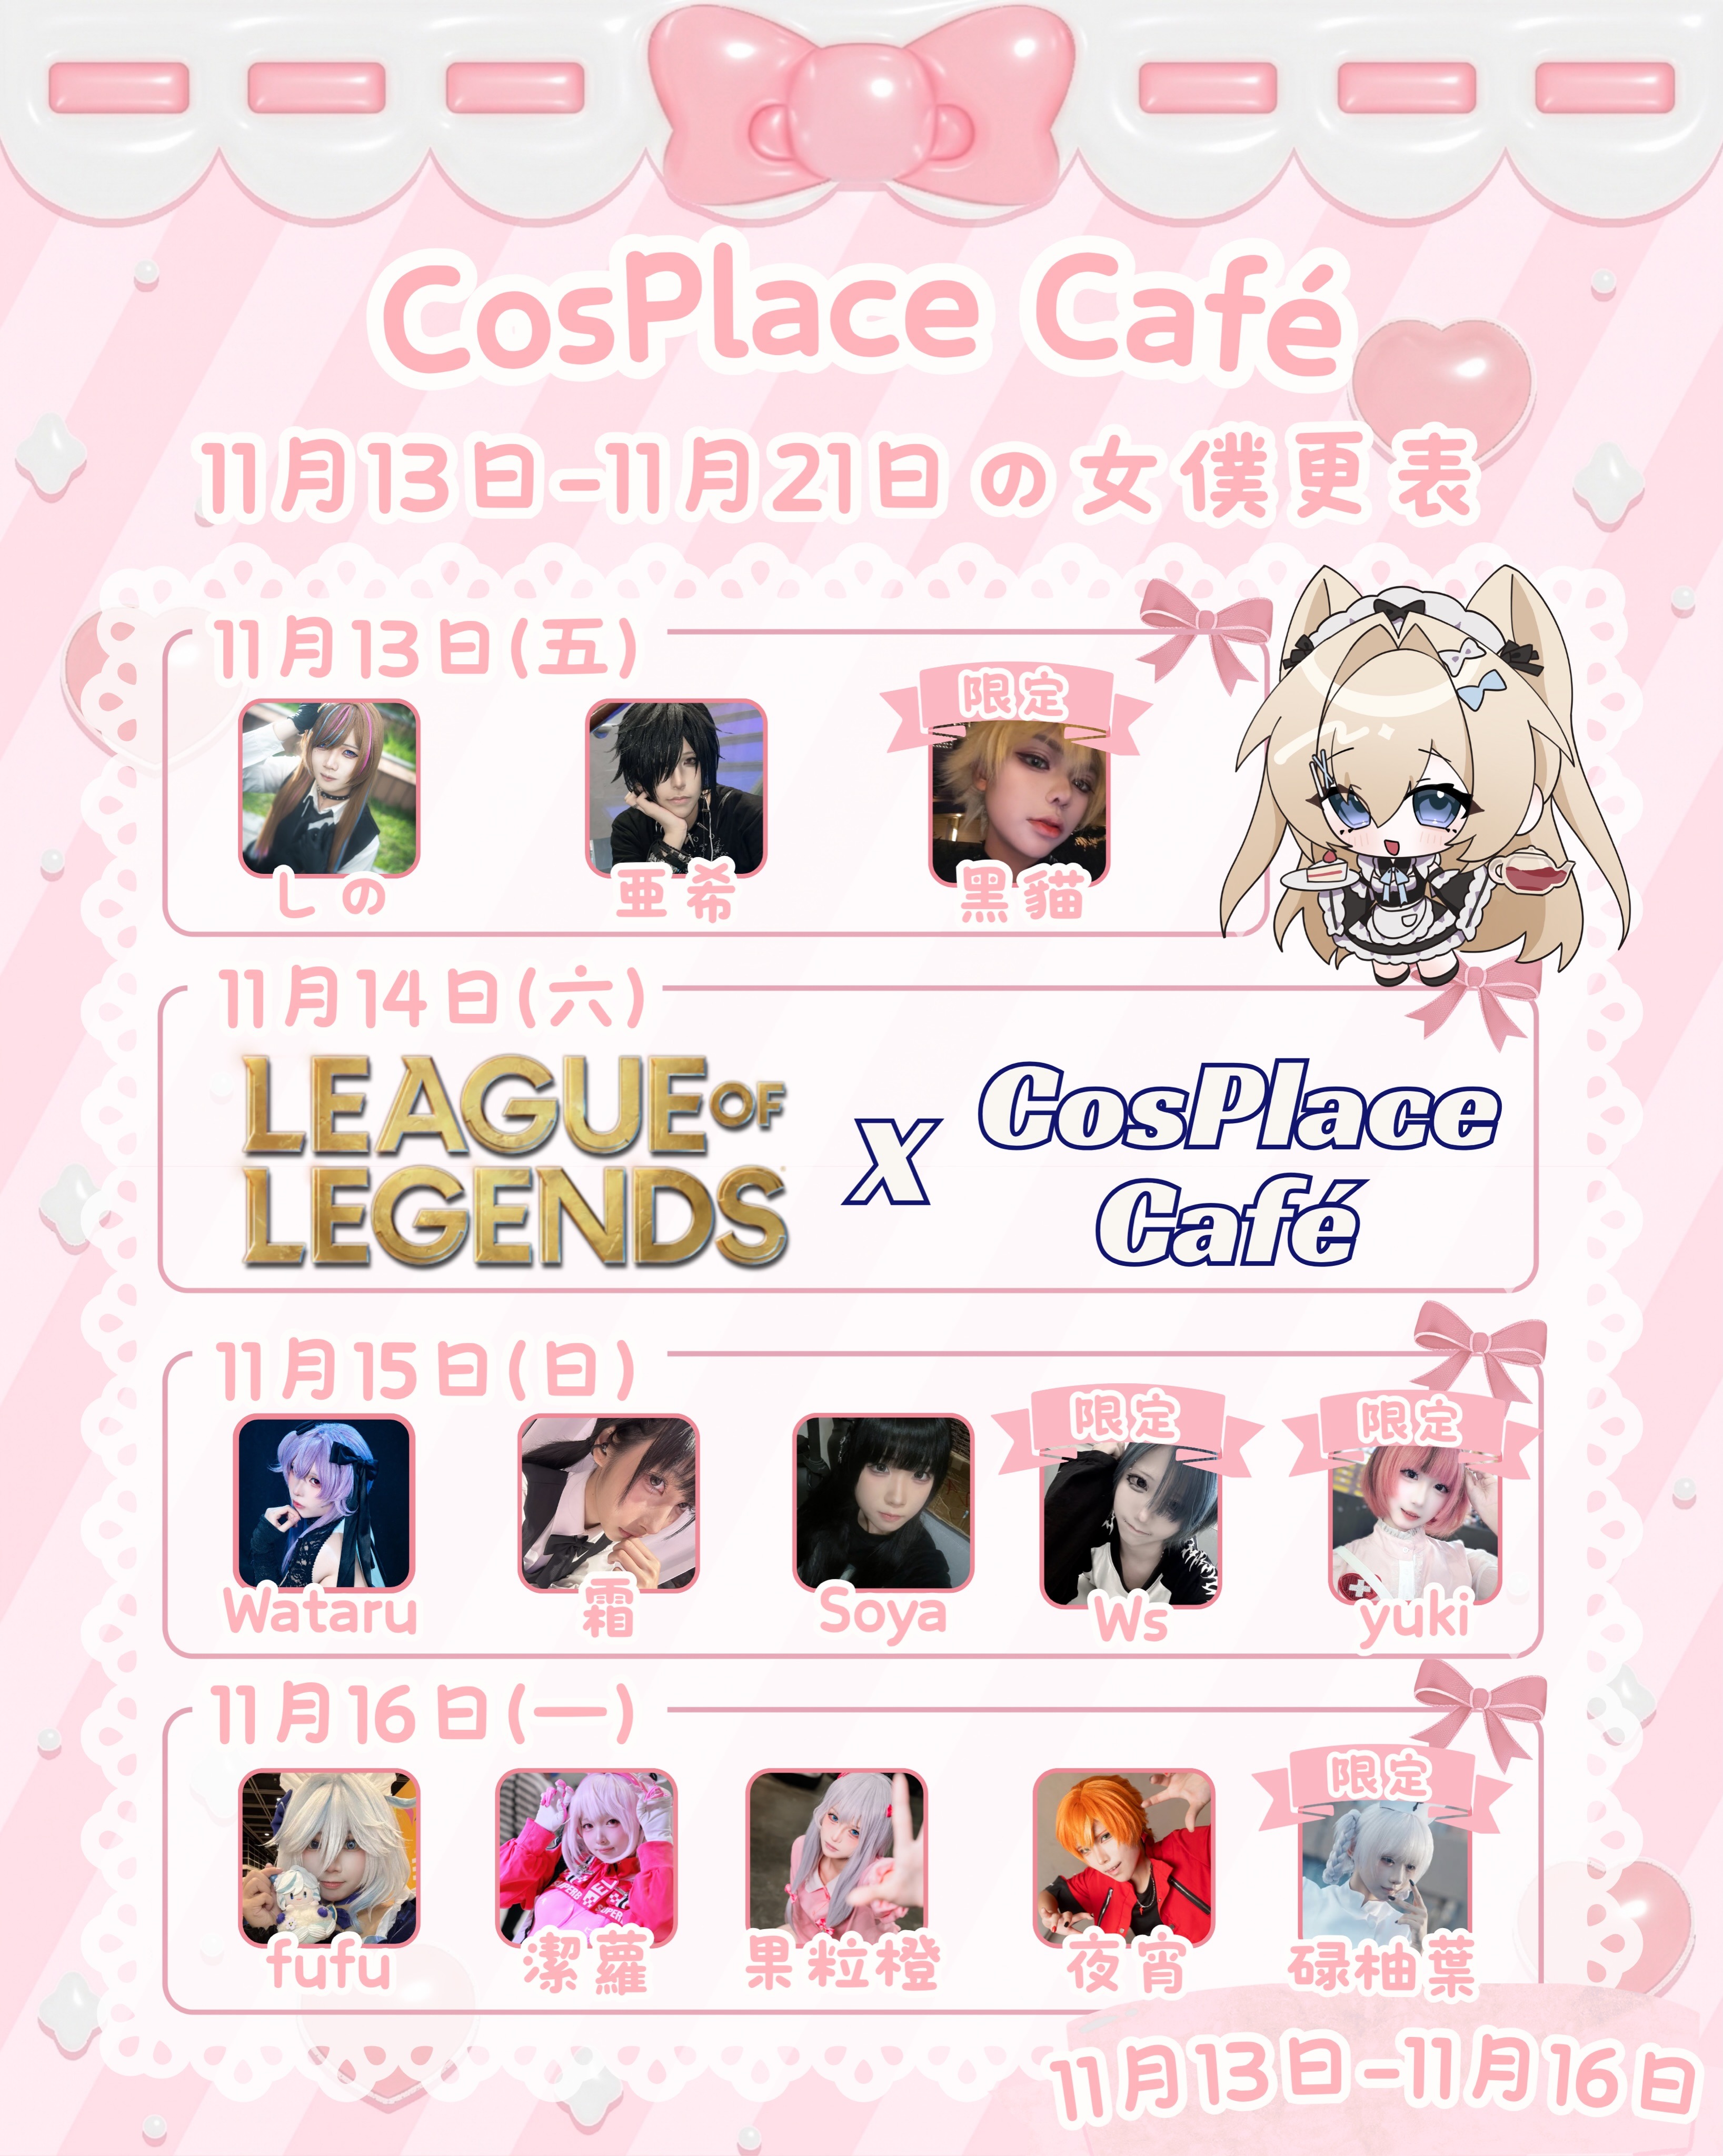 CosPlace Café
11月13日-11月21日の女僕更表
11月13日(五)
限定
しの
亜希
黑貓
11月14日(六)
LEAGUE OF
LEGENDS
X
CosPlace
Café
11月15日(日)
限定
限定
Wataru
霜
Soya
Ws
yuki
11月16日(一)
限定
fufu
潔蘿
果粒橙
夜宵
碌柚葉
11月13日-11月16日